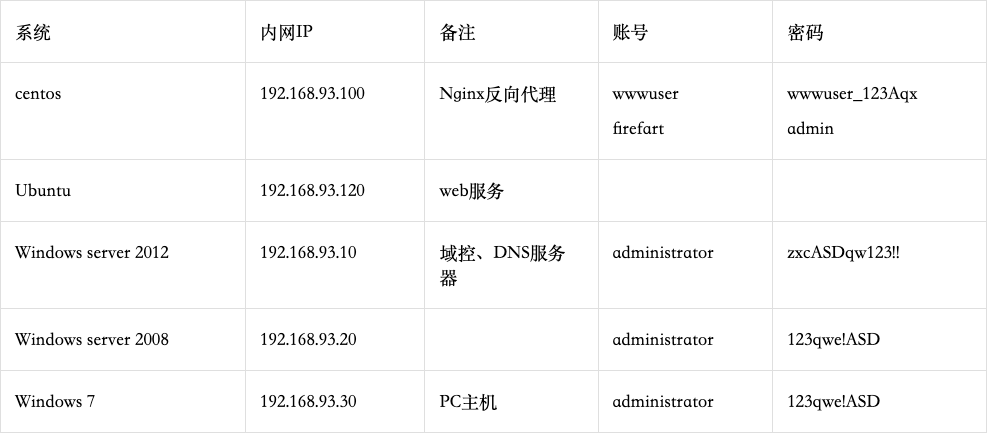 系统 内网IP 备注 账号 密码
centos 192.168.93.100 Nginx反向代理 wwwuser wwwuser_123Aqx
firefart admin
Ubuntu 192.168.93.120 web服务
Windows server 2012 192.168.93.10 域控、DNS服务 administrator zxcASDqw123!!
器
Windows server 2008 192.168.93.20 administrator 123qwe!ASD
Windows 7 192.168.93.30 PC主机 administrator 123qwe!ASD